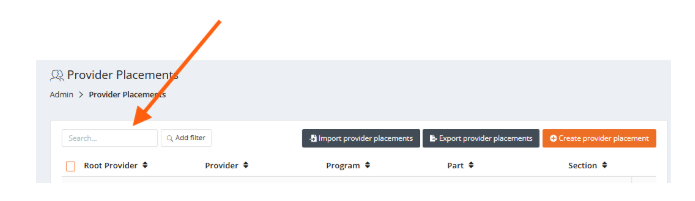 Provider Placements
Admin > Provider Placements
Search... Add filter Import provider placements Export provider placements Create provider placement
Root Provider Provider Program Part Section